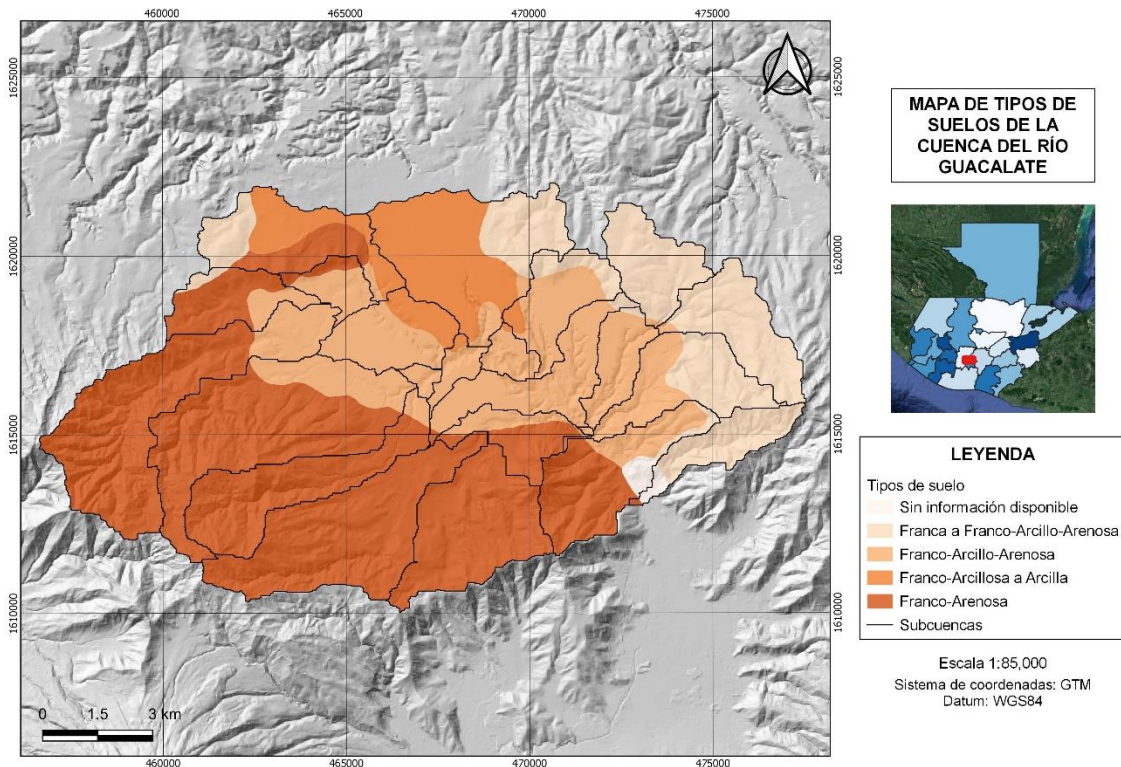 460000 465000 470000 475000
1625000 1625000
1620000 1620000
1615000 1615000
1610000 1610000
0 1.5 3 km
460000 465000 470000 475000
MAPA DE TIPOS DE
SUELOS DE LA
CUENCA DEL RÍO
GUACALATE
LEYENDA
Tipos de suelo
Sin información disponible
Franca a Franco-Arcillo-Arenosa
Franco-Arcillo-Arenosa
Franco-Arcillosa a Arcilla
Franco-Arenosa
Subcuencas
Escala 1:85,000
Sistema de coordenadas: GTM
Datum: WGS84